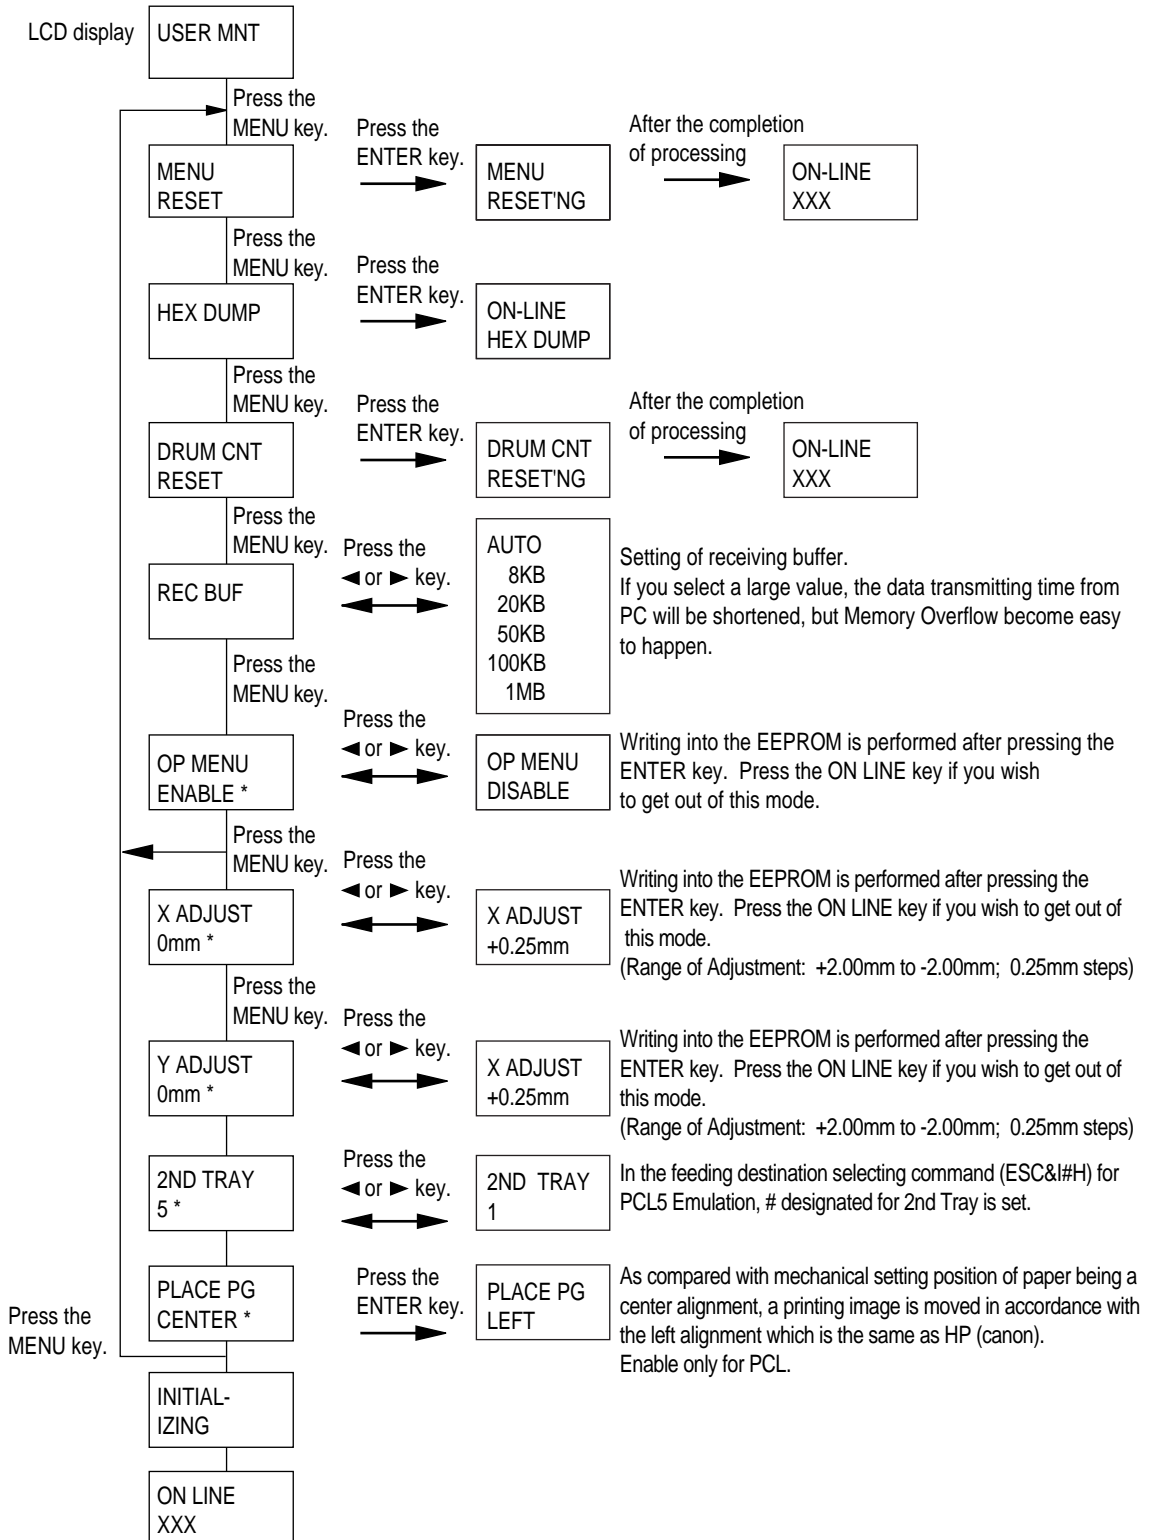 LCD display
USER MNT
Press the
MENU key.
MENU
RESET
Press the
ENTER key.
MENU
RESET'NG
After the completion
of processing
ON-LINE
XXX
Press the
MENU key.
HEX DUMP
Press the
ENTER key.
ON-LINE
HEX DUMP
Press the
MENU key.
DRUM CNT
RESET
Press the
ENTER key.
DRUM CNT
RESET'NG
After the completion
of processing
ON-LINE
XXX
Press the
MENU key.
REC BUF
Press the
◄ or ► key.
AUTO
8KB
20KB
50KB
100KB
1MB
Setting of receiving buffer.
If you select a large value, the data transmitting time from
PC will be shortened, but Memory Overflow become easy
to happen.
Press the
MENU key.
OP MENU
ENABLE *
Press the
◄ or ► key.
OP MENU
DISABLE
Writing into the EEPROM is performed after pressing the
ENTER key. Press the ON LINE key if you wish
to get out of this mode.
Press the
MENU key.
X ADJUST
0mm *
Press the
◄ or ► key.
X ADJUST
+0.25mm
Writing into the EEPROM is performed after pressing the
ENTER key. Press the ON LINE key if you wish to get out of
this mode.
(Range of Adjustment: +2.00mm to -2.00mm; 0.25mm steps)
Press the
MENU key.
Y ADJUST
0mm *
Press the
◄ or ► key.
X ADJUST
+0.25mm
Writing into the EEPROM is performed after pressing the
ENTER key. Press the ON LINE key if you wish to get out of
this mode.
(Range of Adjustment: +2.00mm to -2.00mm; 0.25mm steps)
2ND TRAY
5 *
Press the
◄ or ► key.
2ND TRAY
1
In the feeding destination selecting command (ESC&l#H) for
PCL5 Emulation, # designated for 2nd Tray is set.
PLACE PG
CENTER *
Press the
ENTER key.
PLACE PG
LEFT
As compared with mechanical setting position of paper being a
center alignment, a printing image is moved in accordance with
the left alignment which is the same as HP (canon).
Enable only for PCL.
Press the
MENU key.
INITIAL-
IZING
ON LINE
XXX